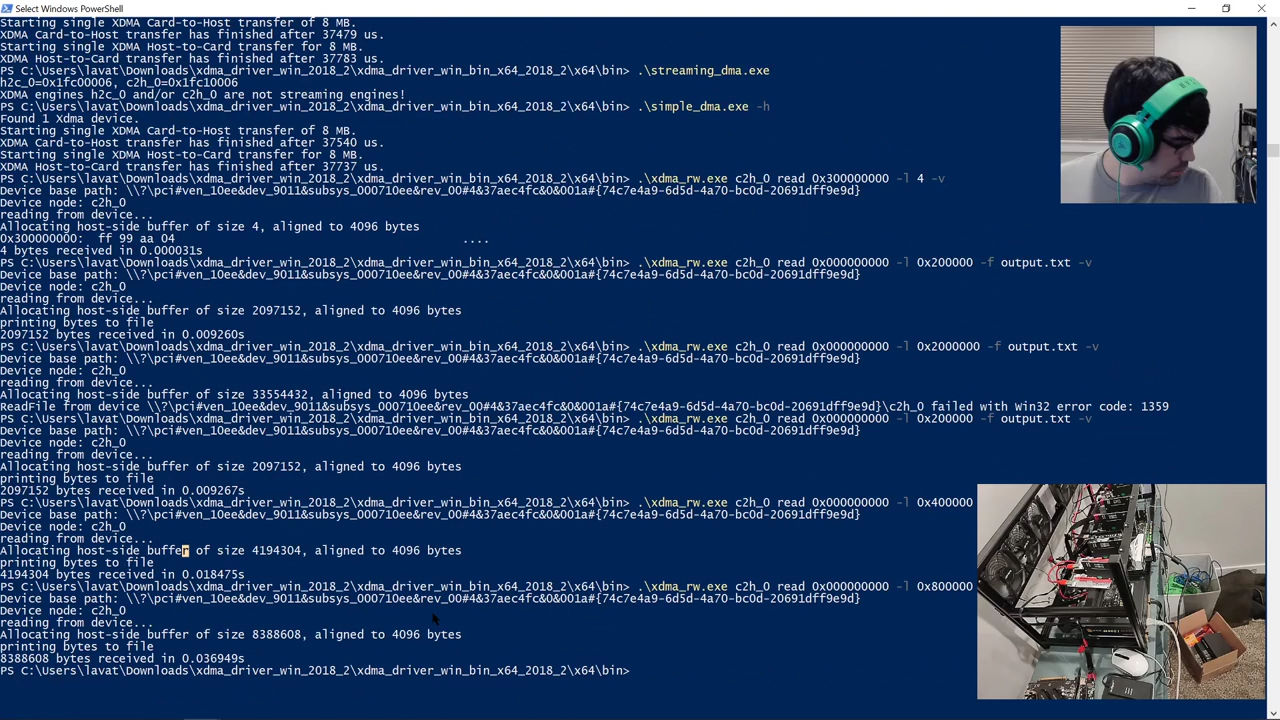 Select Windows PowerShell
Starting single XDMA Card-to-Host transfer of 8 MB.
XDMA Card-to-Host transfer has finished after 37479 us.
Starting single XDMA Host-to-Card transfer for 8 MB.
XDMA Host-to-Card transfer has finished after 37783 us.
PS C:\Users\lavat\Downloads\xdma_driver_win_2018_2\xdma_driver_win_bin_x64_2018_2\x64\bin> .\streaming_dma.exe
h2c_0=0x1fc00006, c2h_0=0x1fc10006
XDMA engines h2c_0 and/or c2h_0 are not streaming engines!
PS C:\Users\lavat\Downloads\xdma_driver_win_2018_2\xdma_driver_win_bin_x64_2018_2\x64\bin> .\simple_dma.exe -h
Found 1 Xdma device.
Starting single XDMA Card-to-Host transfer of 8 MB.
XDMA Card-to-Host transfer has finished after 37540 us.
Starting single XDMA Host-to-Card transfer for 8 MB.
XDMA Host-to-Card transfer has finished after 37737 us.
PS C:\Users\lavat\Downloads\xdma_driver_win_2018_2\xdma_driver_win_bin_x64_2018_2\x64\bin> .\xdma_rw.exe c2h_0 read 0x300000000 -l 4 -v
Device base path: \\?\pci#ven_10ee&dev_9011&subsys_000710ee&rev_00#4&37aec4fc&0&001a#{74c7e4a9-6d5d-4a70-bc0d-20691dff9e9d}
Device node: c2h_0
reading from device...
Allocating host-side buffer of size 4, aligned to 4096 bytes
0x300000000:  ff 99 aa 04 ....
4 bytes received in 0.000031s
PS C:\Users\lavat\Downloads\xdma_driver_win_2018_2\xdma_driver_win_bin_x64_2018_2\x64\bin> .\xdma_rw.exe c2h_0 read 0x000000000 -l 0x200000 -f output.txt -v
Device base path: \\?\pci#ven_10ee&dev_9011&subsys_000710ee&rev_00#4&37aec4fc&0&001a#{74c7e4a9-6d5d-4a70-bc0d-20691dff9e9d}
Device node: c2h_0
reading from device...
Allocating host-side buffer of size 2097152, aligned to 4096 bytes
printing bytes to file
2097152 bytes received in 0.009260s
PS C:\Users\lavat\Downloads\xdma_driver_win_2018_2\xdma_driver_win_bin_x64_2018_2\x64\bin> .\xdma_rw.exe c2h_0 read 0x000000000 -l 0x2000000 -f output.txt -v
Device base path: \\?\pci#ven_10ee&dev_9011&subsys_000710ee&rev_00#4&37aec4fc&0&001a#{74c7e4a9-6d5d-4a70-bc0d-20691dff9e9d}
Device node: c2h_0
reading from device...
Allocating host-side buffer of size 33554432, aligned to 4096 bytes
ReadFile from device \\?\pci#ven_10ee&dev_9011&subsys_000710ee&rev_00#4&37aec4fc&0&001a#{74c7e4a9-6d5d-4a70-bc0d-20691dff9e9d}\c2h_0 failed with Win32 error code: 1359
PS C:\Users\lavat\Downloads\xdma_driver_win_2018_2\xdma_driver_win_bin_x64_2018_2\x64\bin> .\xdma_rw.exe c2h_0 read 0x000000000 -l 0x200000 -f output.txt -v
Device base path: \\?\pci#ven_10ee&dev_9011&subsys_000710ee&rev_00#4&37aec4fc&0&001a#{74c7e4a9-6d5d-4a70-bc0d-20691dff9e9d}
Device node: c2h_0
reading from device...
Allocating host-side buffer of size 2097152, aligned to 4096 bytes
printing bytes to file
2097152 bytes received in 0.009267s
PS C:\Users\lavat\Downloads\xdma_driver_win_2018_2\xdma_driver_win_bin_x64_2018_2\x64\bin> .\xdma_rw.exe c2h_0 read 0x000000000 -l 0x400000
Device base path: \\?\pci#ven_10ee&dev_9011&subsys_000710ee&rev_00#4&37aec4fc&0&001a#{74c7e4a9-6d5d-4a70-bc0d-20691dff9e9d}
Device node: c2h_0
reading from device...
Allocating host-side buffer of size 4194304, aligned to 4096 bytes
printing bytes to file
4194304 bytes received in 0.018475s
PS C:\Users\lavat\Downloads\xdma_driver_win_2018_2\xdma_driver_win_bin_x64_2018_2\x64\bin> .\xdma_rw.exe c2h_0 read 0x000000000 -l 0x800000
Device base path: \\?\pci#ven_10ee&dev_9011&subsys_000710ee&rev_00#4&37aec4fc&0&001a#{74c7e4a9-6d5d-4a70-bc0d-20691dff9e9d}
Device node: c2h_0
reading from device...
Allocating host-side buffer of size 8388608, aligned to 4096 bytes
printing bytes to file
8388608 bytes received in 0.036949s
PS C:\Users\lavat\Downloads\xdma_driver_win_2018_2\xdma_driver_win_bin_x64_2018_2\x64\bin>